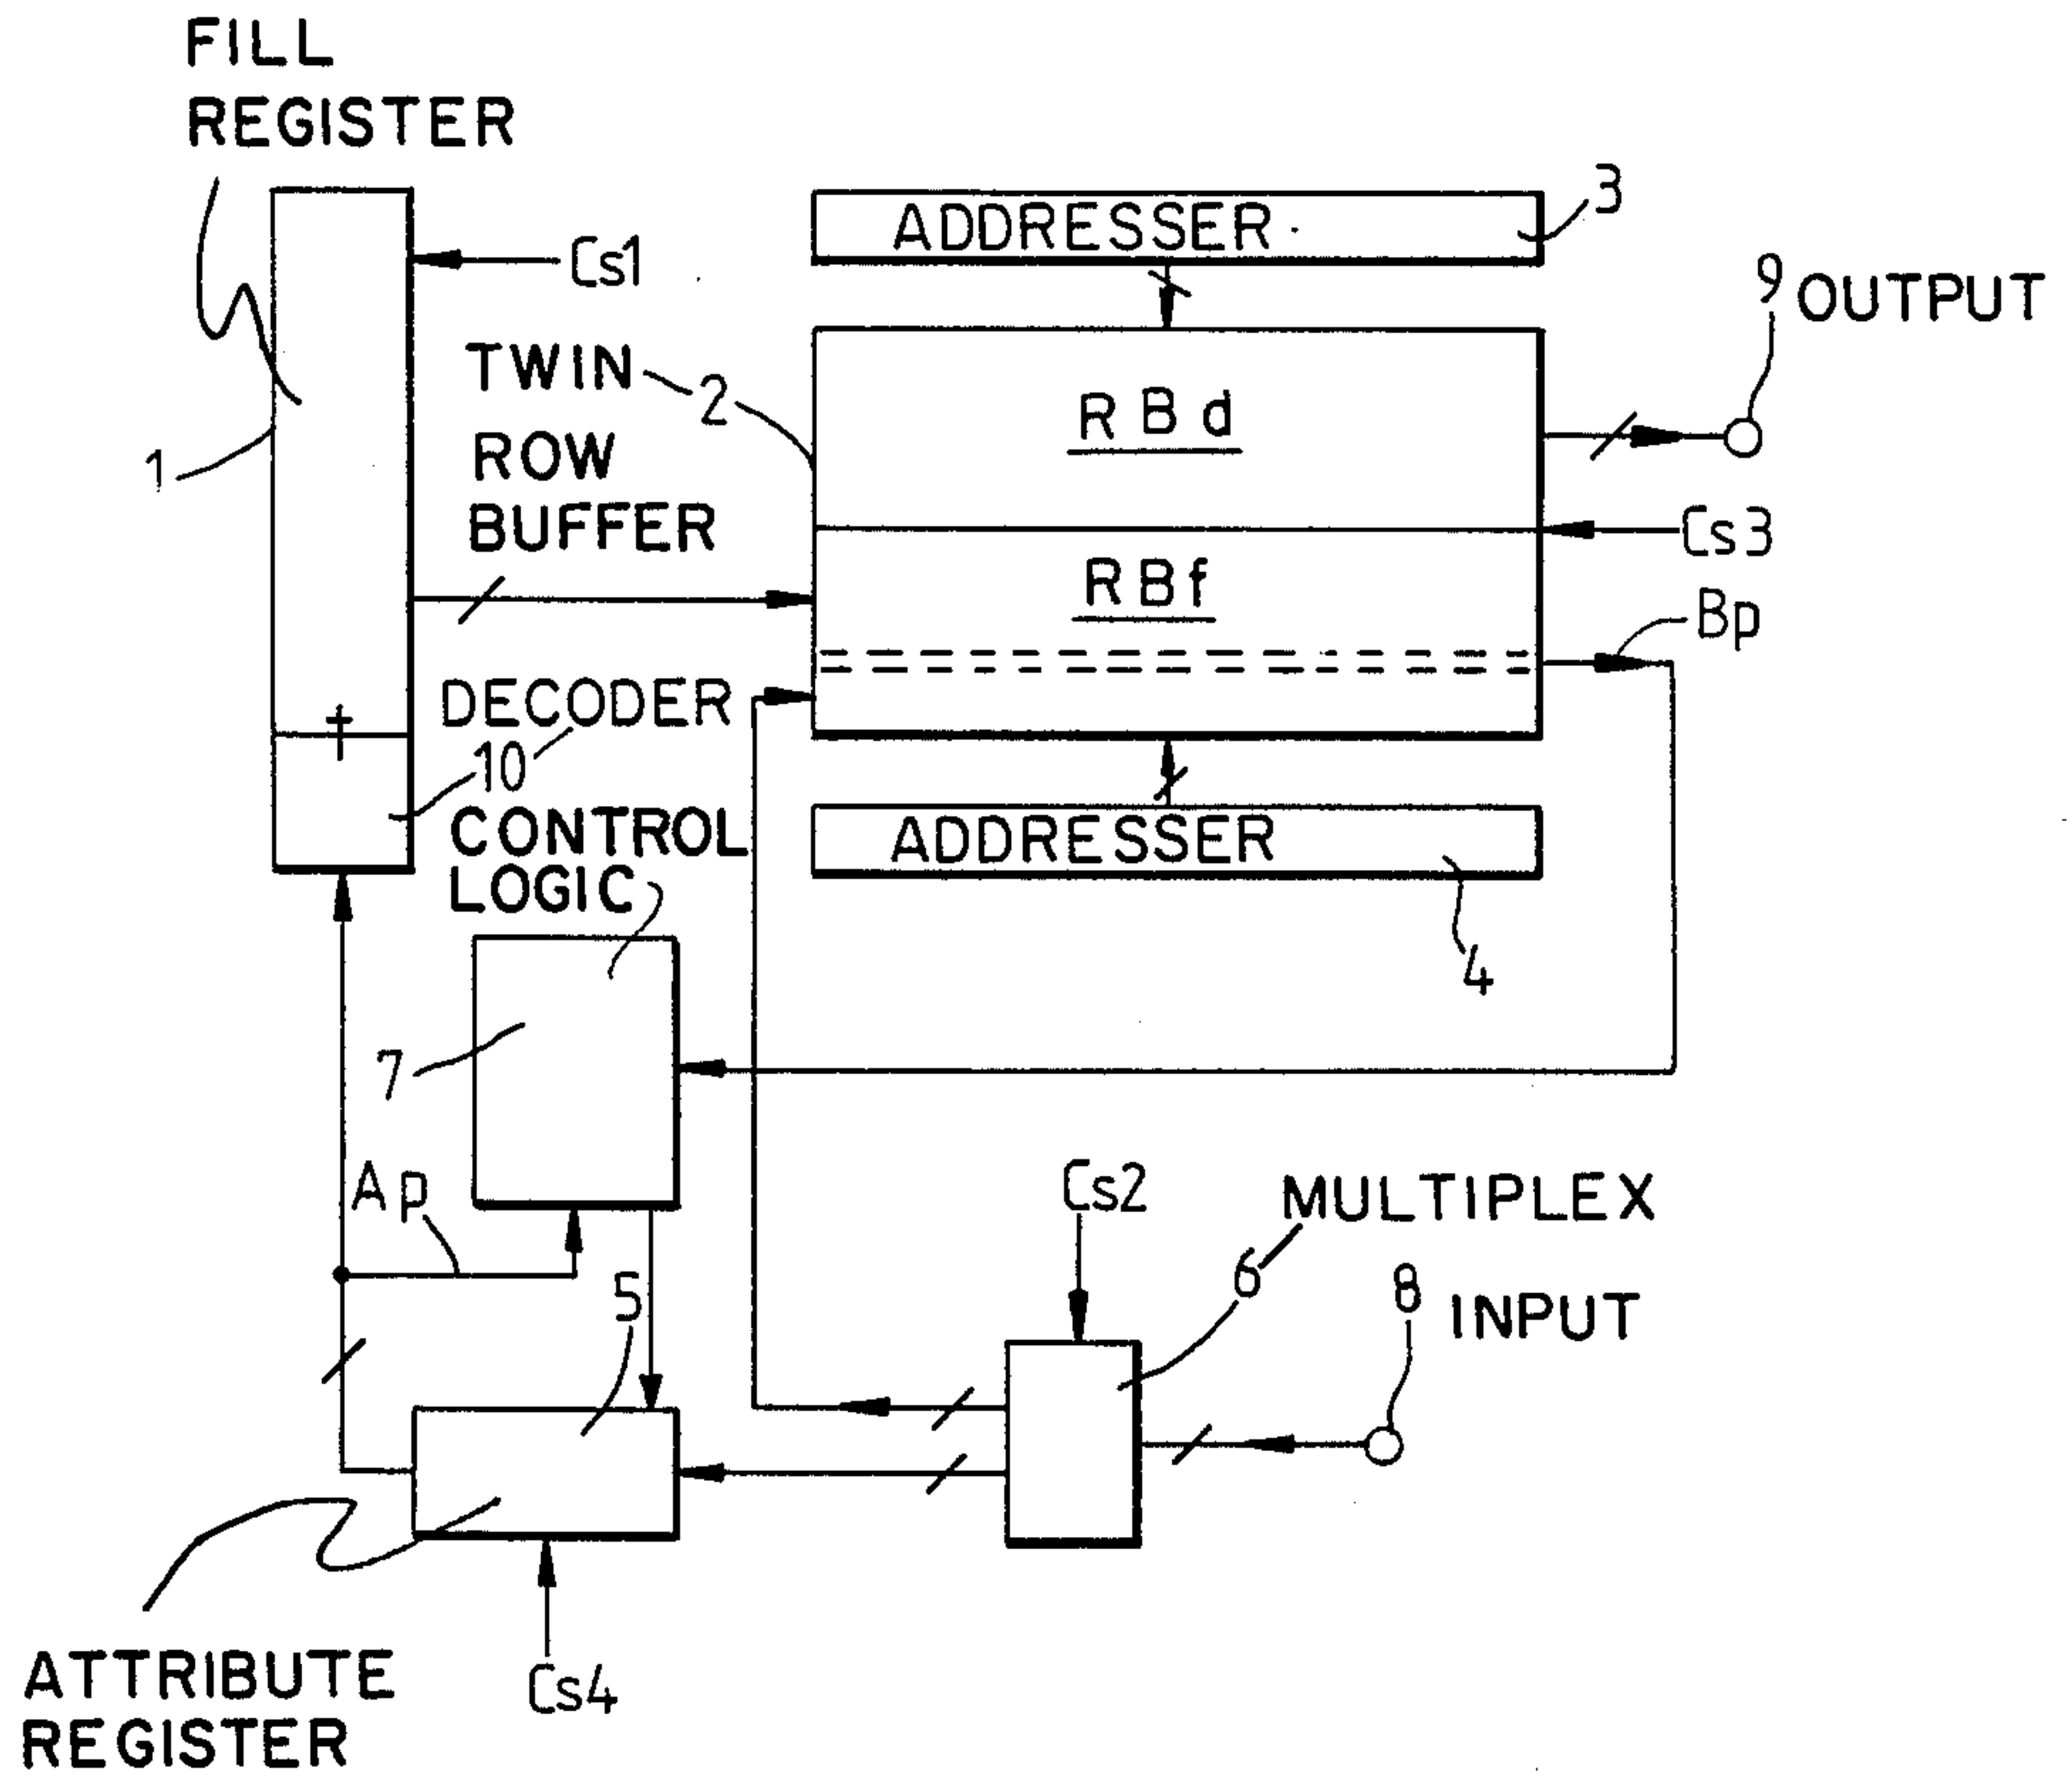 FILL
REGISTER
ADDRESSER
3
Cs1
9 OUTPUT
TWIN 2
RBd
ROW
1
BUFFER
Cs3
RBf
Bp
DECODER
10
CONTROL
ADDRESSER
LOGIC
4
7
Ap
Cs2
MULTIPLEX
6
5
8 INPUT
ATTRIBUTE
Cs4
REGISTER